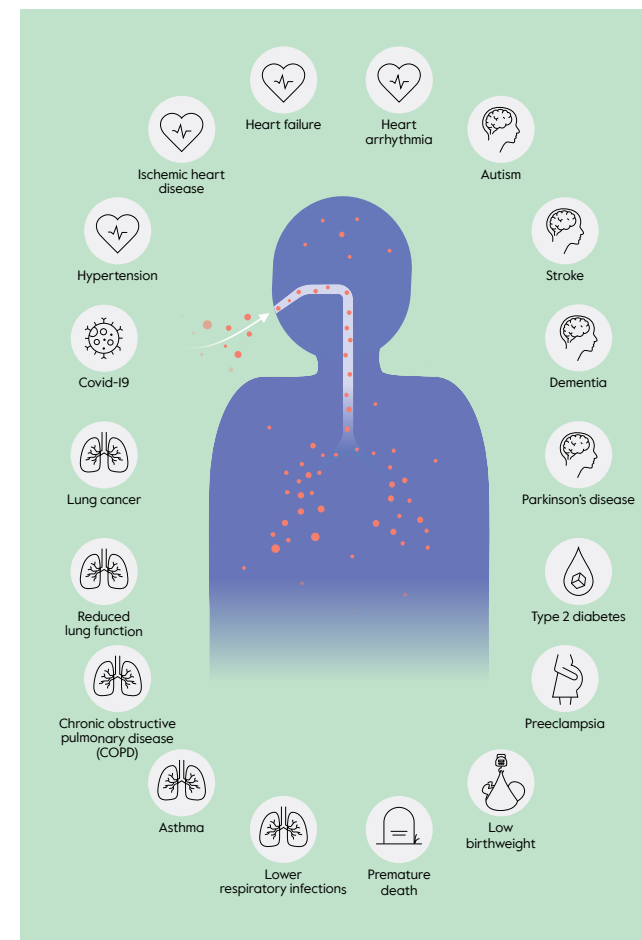 Heart failure
Heart
arrhythmia
Ischemic heart
disease
Autism
Hypertension
Stroke
Covid-19
Dementia
Lung cancer
Parkinson's disease
Reduced
lung function
Type 2 diabetes
Chronic obstructive
pulmonary disease
(COPD)
Preeclampsia
Asthma
Low
birthweight
Lower
respiratory infections
Premature
death